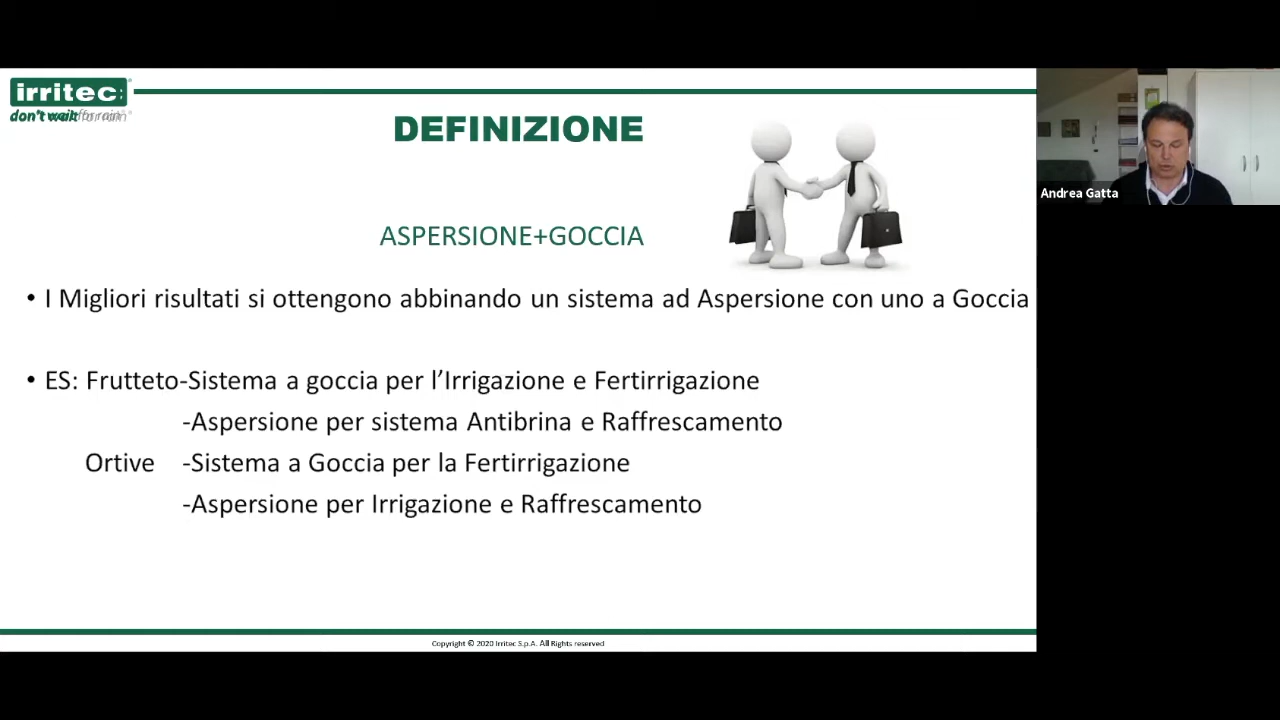 irritec
don't wait for rain
DEFINIZIONE
Andrea Gatta
ASPERSIONE+GOCCIA
• I Migliori risultati si ottengono abbinando un sistema ad Aspersione con uno a Goccia
• ES: Frutteto-Sistema a goccia per l’Irrigazione e Fertirrigazione
-Aspersione per sistema Antibrina e Raffrescamento
Ortive -Sistema a Goccia per la Fertirrigazione
-Aspersione per Irrigazione e Raffrescamento
Copyright © 2020 Irritec S.p.A. All Rights reserved